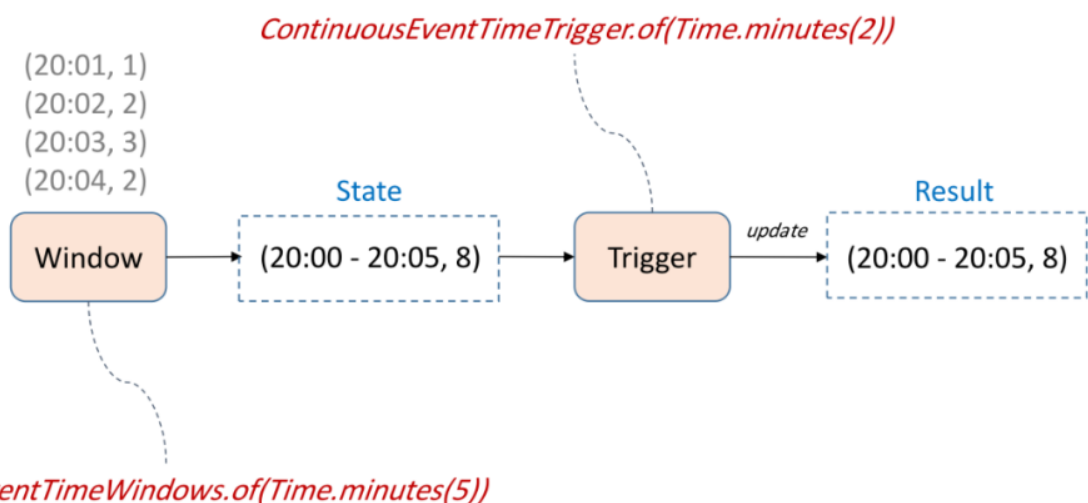 ContinuousEventTimeTrigger.of(Time.minutes(2))
(20:01, 1)
(20:02, 2)
(20:03, 3)
(20:04, 2)
State
Result
Window
(20:00 - 20:05, 8)
Trigger
update
(20:00 - 20:05, 8)
entTimeWindows.of(Time.minutes(5))